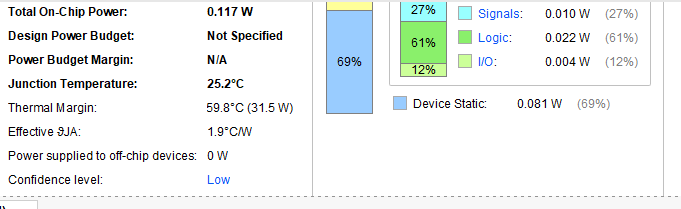 Total On-Chip Power: 0.117 W
Design Power Budget: Not Specified
Power Budget Margin: N/A
Junction Temperature: 25.2°C
Thermal Margin: 59.8°C (31.5 W)
Effective ϑJA: 1.9°C/W
Power supplied to off-chip devices: 0 W
Confidence level: Low
69%
27%
61%
12%
Signals: 0.010 W (27%)
Logic: 0.022 W (61%)
I/O: 0.004 W (12%)
Device Static: 0.081 W (69%)